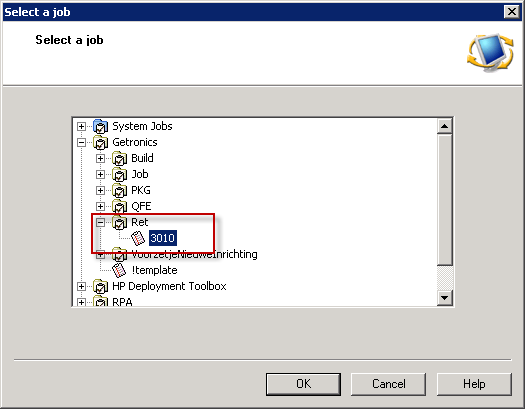 Select a job
Select a job
System Jobs
Getronics
Build
Job
PKG
QFE
Ret
3010
VoorzetjeNieuweInrichting
!template
HP Deployment Toolbox
RPA
OK
Cancel
Help